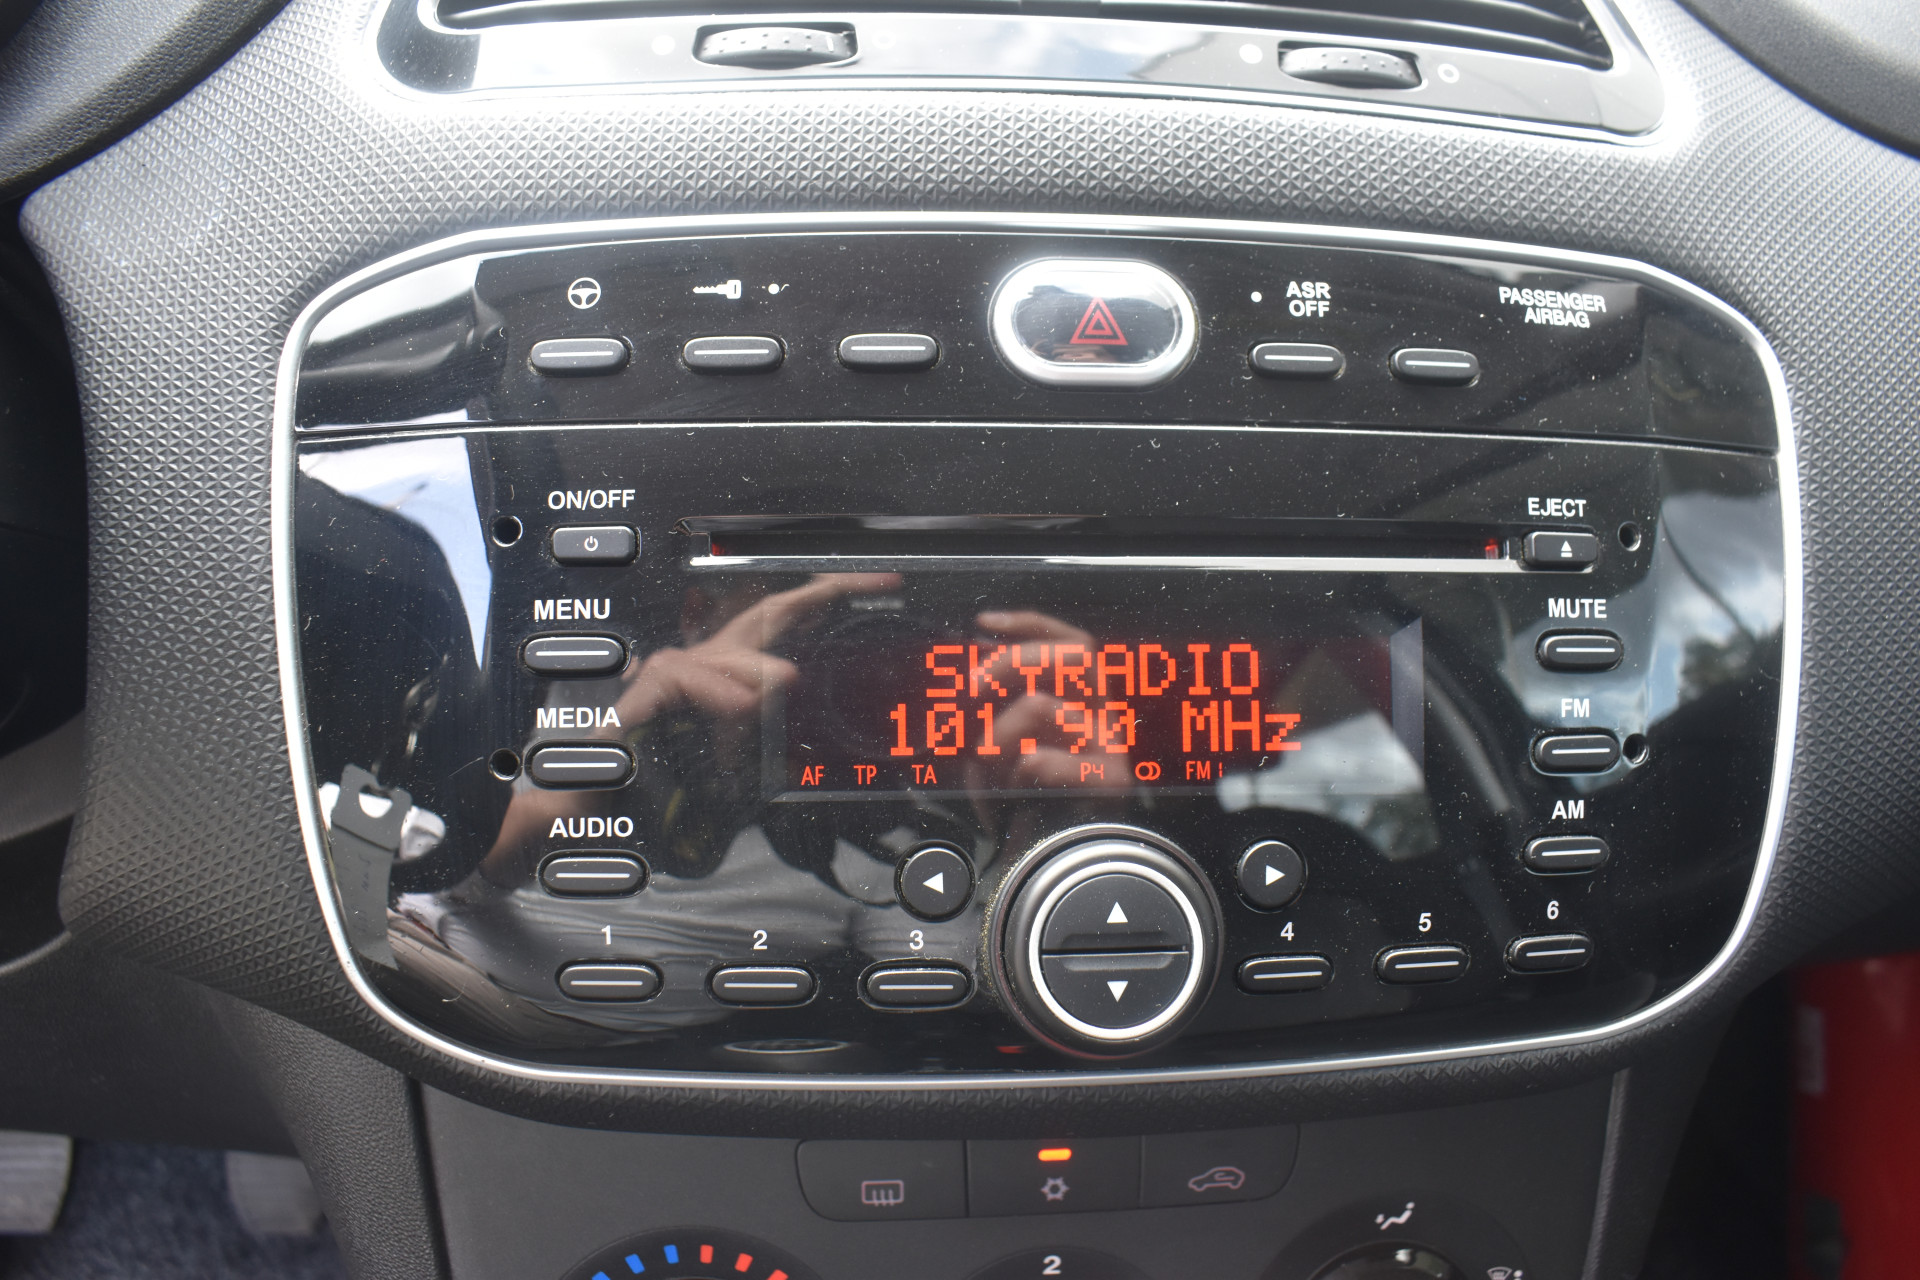 ASR
OFF
PASSENGER
AIRBAG
ON/OFF
EJECT
MENU
MUTE
SKYRADIO
MEDIA
101.90 MHz
FM
AF TP TA P4 FM1
AUDIO
AM
1 2 3 4 5 6
2